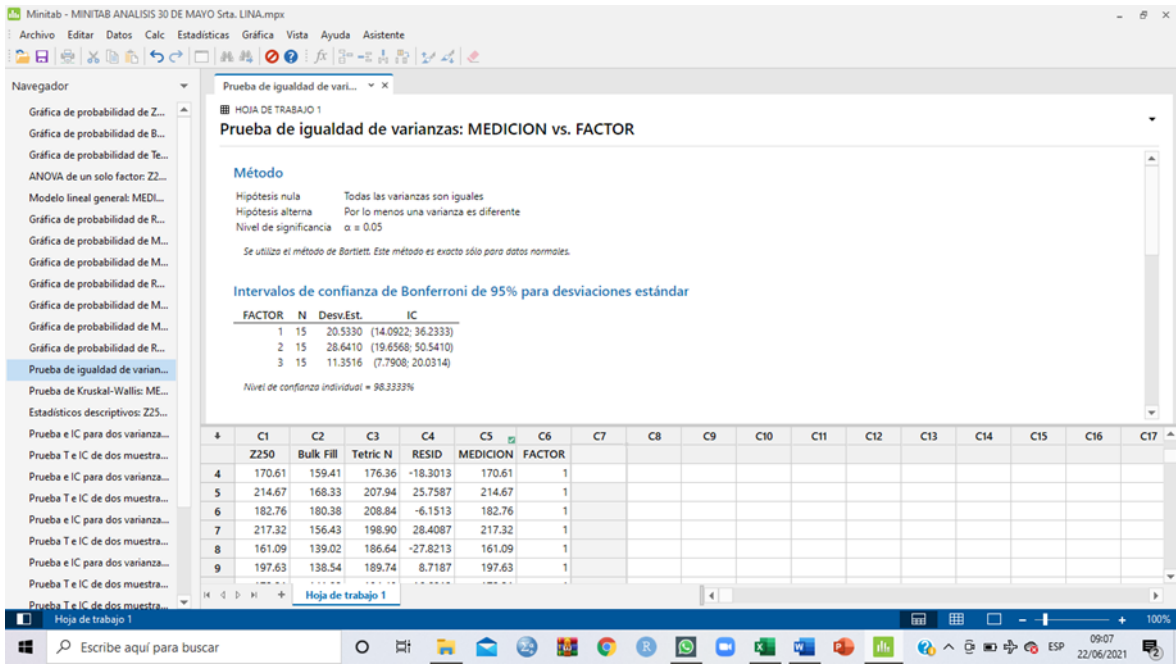 Minitab - MINITAB ANALISIS 30 DE MAYO Srta. LINA.mpx
Archivo Editar Datos Calc Estadísticas Gráfica Vista Ayuda Asistente
Navegador
Prueba de igualdad de vari...
Gráfica de probabilidad de Z...
Gráfica de probabilidad de B...
Gráfica de probabilidad de Te...
ANOVA de un solo factor: Z2...
Modelo lineal general: MEDI...
Gráfica de probabilidad de R...
Gráfica de probabilidad de M...
Gráfica de probabilidad de M...
Gráfica de probabilidad de R...
Gráfica de probabilidad de M...
Gráfica de probabilidad de M...
Gráfica de probabilidad de R...
Prueba de igualdad de varian...
Prueba de Kruskal-Wallis: ME...
Estadísticos descriptivos: Z25...
Prueba e IC para dos varianza...
Prueba T e IC de dos muestra...
Prueba e IC para dos varianza...
Prueba T e IC de dos muestra...
Prueba e IC para dos varianza...
Prueba T e IC de dos muestra...
Prueba e IC para dos varianza...
Prueba T e IC de dos muestra...
Prueba T e IC de dos muestra...
HOJA DE TRABAJO 1
Prueba de igualdad de varianzas: MEDICION vs. FACTOR
Método
Hipótesis nula Todas las varianzas son iguales
Hipótesis alterna Por lo menos una varianza es diferente
Nivel de significancia α = 0.05
Se utiliza el método de Bartlett. Este método es exacto sólo para datos normales.
Intervalos de confianza de Bonferroni de 95% para desviaciones estándar
FACTOR N Desv.Est. IC
1 15 20.5330 (14.0922; 36.2333)
2 15 28.6410 (19.6568; 50.5410)
3 15 11.3516 (7.7908; 20.0314)
Nivel de confianza individual = 98.3333%
C1 C2 C3 C4 C5 C6 C7 C8 C9 C10 C11 C12 C13 C14 C15 C16 C17
Z250 Bulk Fill Tetric N RESID MEDICION FACTOR
4 170.61 159.41 176.36 -18.3013 170.61 1
5 214.67 168.33 207.94 25.7587 214.67 1
6 182.76 180.38 208.84 -6.1513 182.76 1
7 217.32 156.43 198.90 28.4087 217.32 1
8 161.09 139.02 186.64 -27.8213 161.09 1
9 197.63 138.54 189.74 8.7187 197.63 1
Hoja de trabajo 1
Hoja de trabajo 1
100%
Escribe aquí para buscar
ESP
09:07
22/06/2021